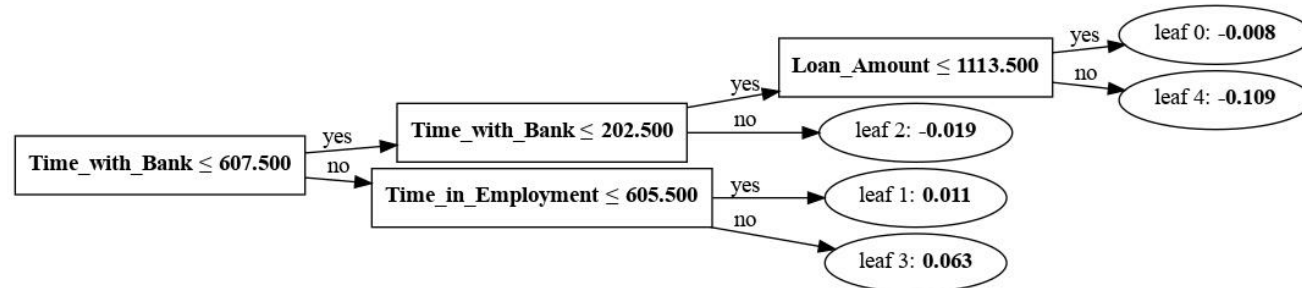 Time_with_Bank ≤ 607.500
yes
no
Time_with_Bank ≤ 202.500
yes
no
Loan_Amount ≤ 1113.500
yes
no
leaf 0: -0.008
leaf 4: -0.109
leaf 2: -0.019
Time_in_Employment ≤ 605.500
yes
no
leaf 1: 0.011
leaf 3: 0.063